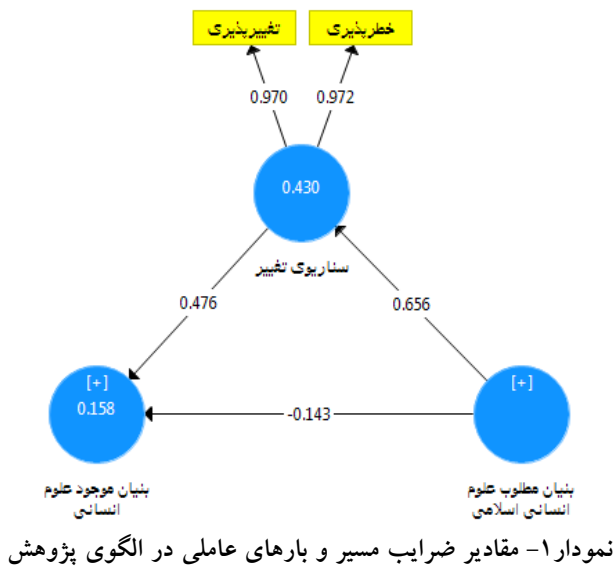 تغییرپذیری
خطرپذیری
0.970
0.972
0.430
سناریوی تغییر
0.476
0.656
[+]
0.158
-0.143
[+]
بنیان موجود علوم
انسانی
بنیان مطلوب علوم
انسانی اسلامی
نمودار۱- مقادیر ضرایب مسیر و بارهای عاملی در الگوی پژوهش